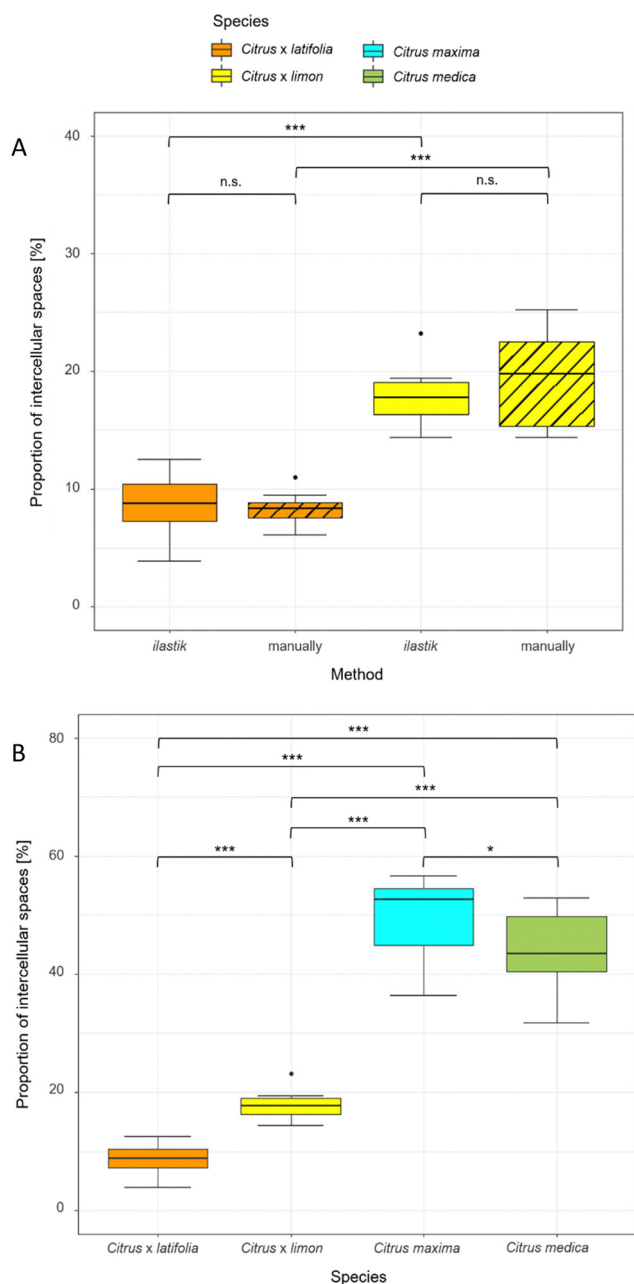 Species
Citrus x latifolia
Citrus maxima
Citrus x limon
Citrus medica
A
Proportion of intercellular spaces [%]
40
30
20
10
0
***
***
n.s.
n.s.
ilastik
manually
ilastik
manually
Method
B
Proportion of intercellular spaces [%]
80
60
40
20
0
***
***
***
***
***
*
Citrus x latifolia
Citrus x limon
Citrus maxima
Citrus medica
Species